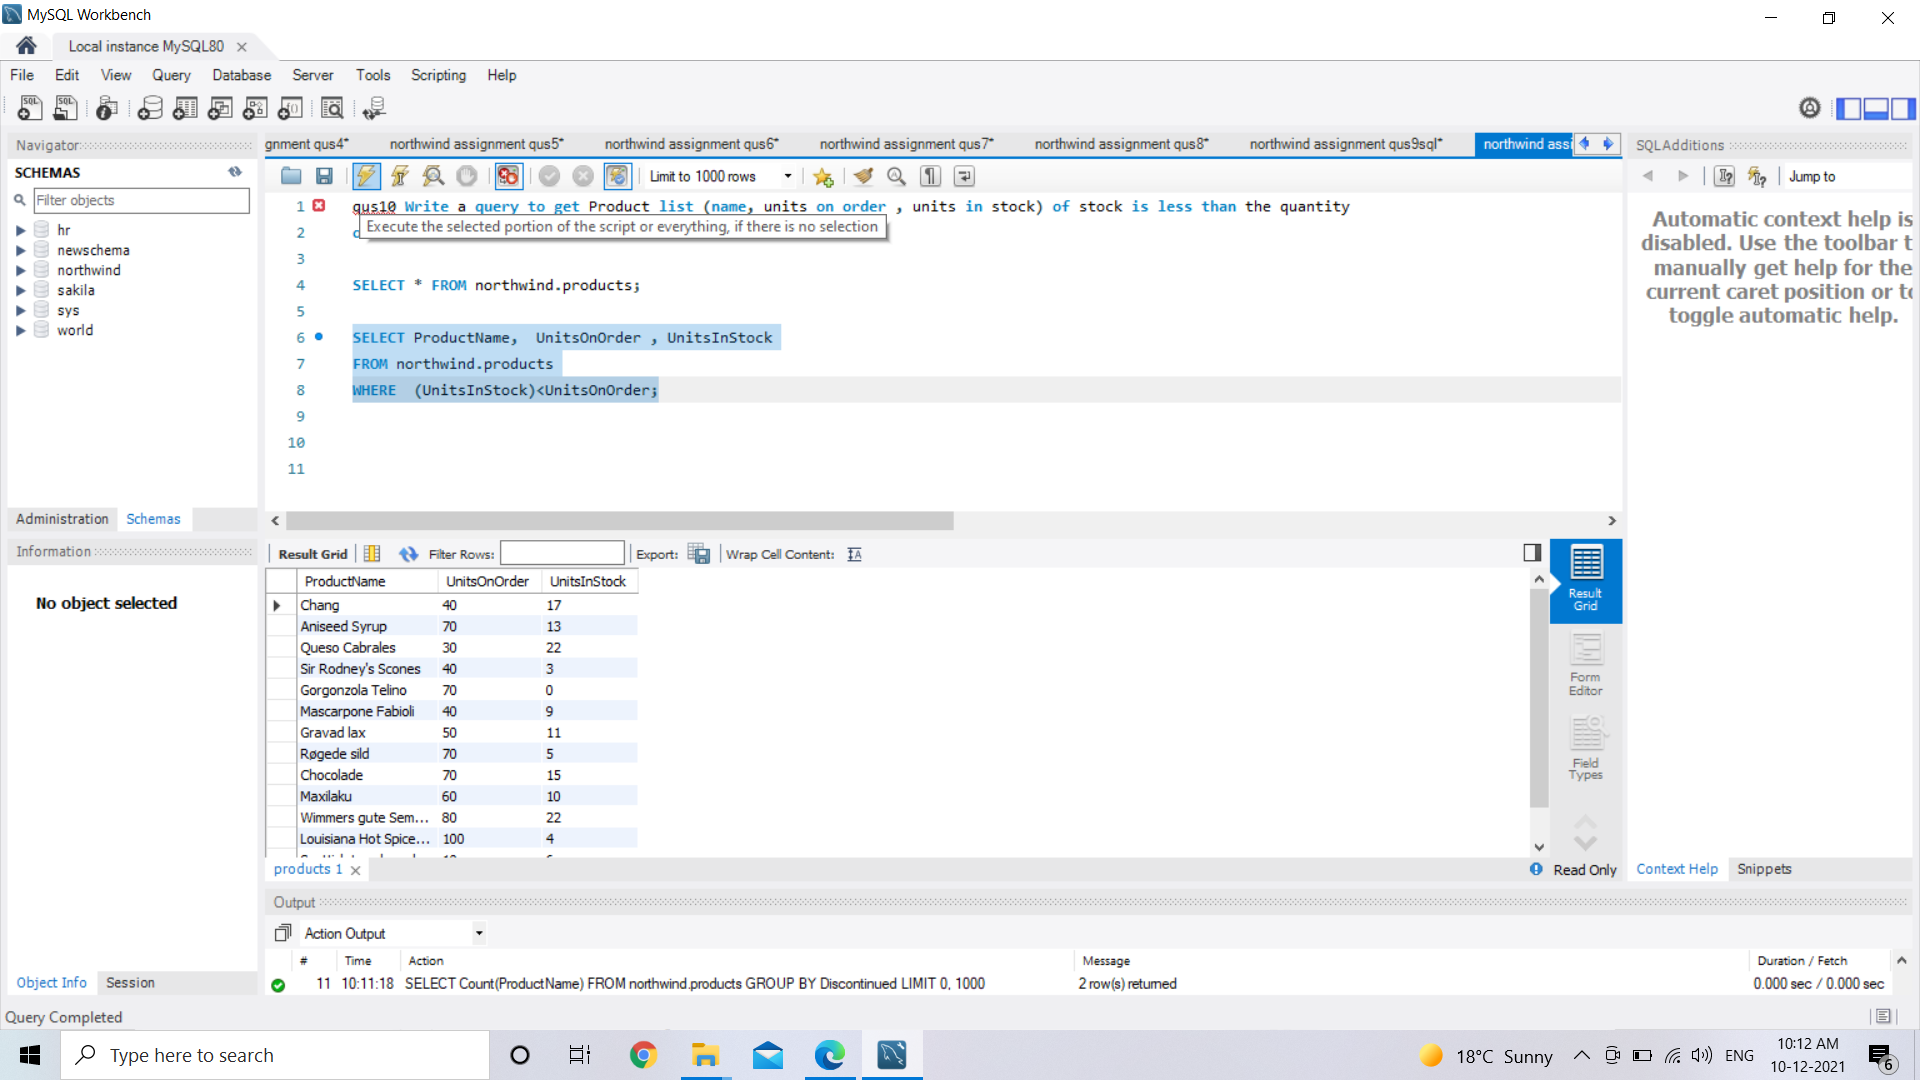 MySQL Workbench
Local instance MySQL80
File Edit View Query Database Server Tools Scripting Help
Navigator
gnment qus4* northwind assignment qus5* northwind assignment qus6* northwind assignment qus7* northwind assignment qus8* northwind assignment qus9sql* northwind assi
SQLAdditions
SCHEMAS
Filter objects
hr
newschema
northwind
sakila
sys
world
Administration Schemas
Information
No object selected
Object Info Session
Limit to 1000 rows
1 qus10 Write a query to get Product list (name, units on order , units in stock) of stock is less than the quantity
Execute the selected portion of the script or everything, if there is no selection
2
3
4 SELECT * FROM northwind.products;
5
6 SELECT ProductName, UnitsOnOrder , UnitsInStock
7 FROM northwind.products
8 WHERE (UnitsInStock)<UnitsOnOrder;
9
10
11
Jump to
Automatic context help is
disabled. Use the toolbar t
manually get help for the
current caret position or to
toggle automatic help.
Result Grid Filter Rows: Export: Wrap Cell Content:
ProductName UnitsOnOrder UnitsInStock
Chang 40 17
Aniseed Syrup 70 13
Queso Cabrales 30 22
Sir Rodney's Scones 40 3
Gorgonzola Telino 70 0
Mascarpone Fabioli 40 9
Gravad lax 50 11
Røgede sild 70 5
Chocolade 70 15
Maxilaku 60 10
Wimmers gute Sem... 80 22
Louisiana Hot Spice... 100 4
Result
Grid
Form
Editor
Field
Types
products 1
Read Only
Context Help Snippets
Output
Action Output
# Time Action Message Duration / Fetch
11 10:11:18 SELECT Count(ProductName) FROM northwind.products GROUP BY Discontinued LIMIT 0, 1000 2 row(s) returned 0.000 sec / 0.000 sec
Query Completed
Type here to search
18°C Sunny
ENG
10:12 AM
10-12-2021
6